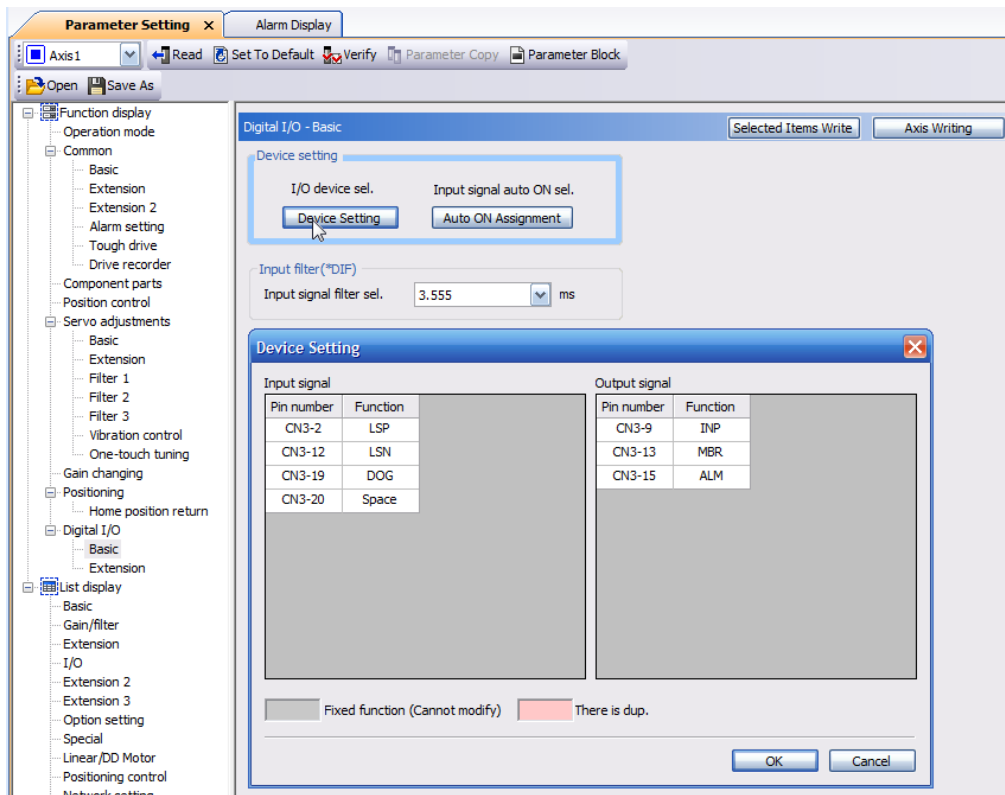 Parameter Setting X Alarm Display
Axis1 Read Set To Default Verify Parameter Copy Parameter Block
Open Save As
Function display
Operation mode
Common
Basic
Extension
Extension 2
Alarm setting
Tough drive
Drive recorder
Component parts
Position control
Servo adjustments
Basic
Extension
Filter 1
Filter 2
Filter 3
Vibration control
One-touch tuning
Gain changing
Positioning
Home position return
Digital I/O
Basic
Extension
List display
Basic
Gain/filter
Extension
I/O
Extension 2
Extension 3
Option setting
Special
Linear/DD Motor
Positioning control
Network setting
Digital I/O - Basic Selected Items Write Axis Writing
Device setting
I/O device sel. Input signal auto ON sel.
Device Setting Auto ON Assignment
Input filter(*DIF)
Input signal filter sel. 3.555 ms
Device Setting
Input signal Output signal
Pin number Function Pin number Function
CN3-2 LSP CN3-9 INP
CN3-12 LSN CN3-13 MBR
CN3-19 DOG CN3-15 ALM
CN3-20 Space
Fixed function (Cannot modify) There is dup.
OK Cancel